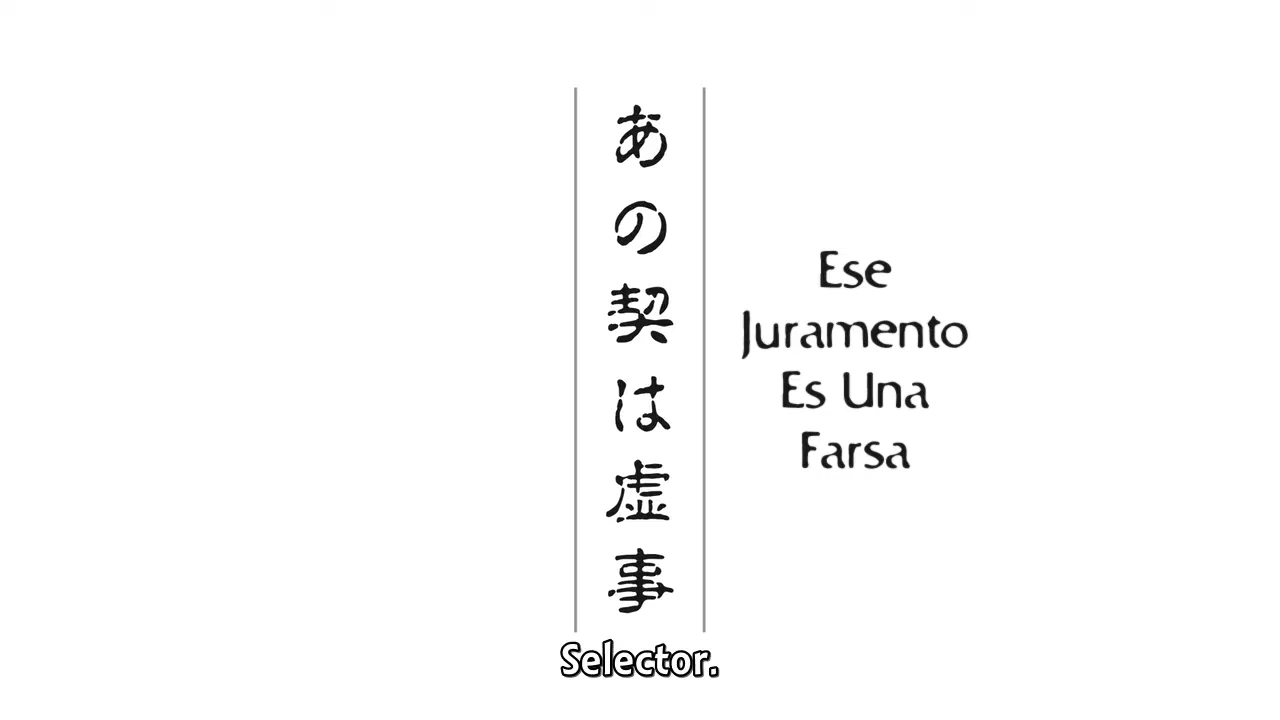 あの契は虚事
Ese
Juramento
Es Una
Farsa
Selector.